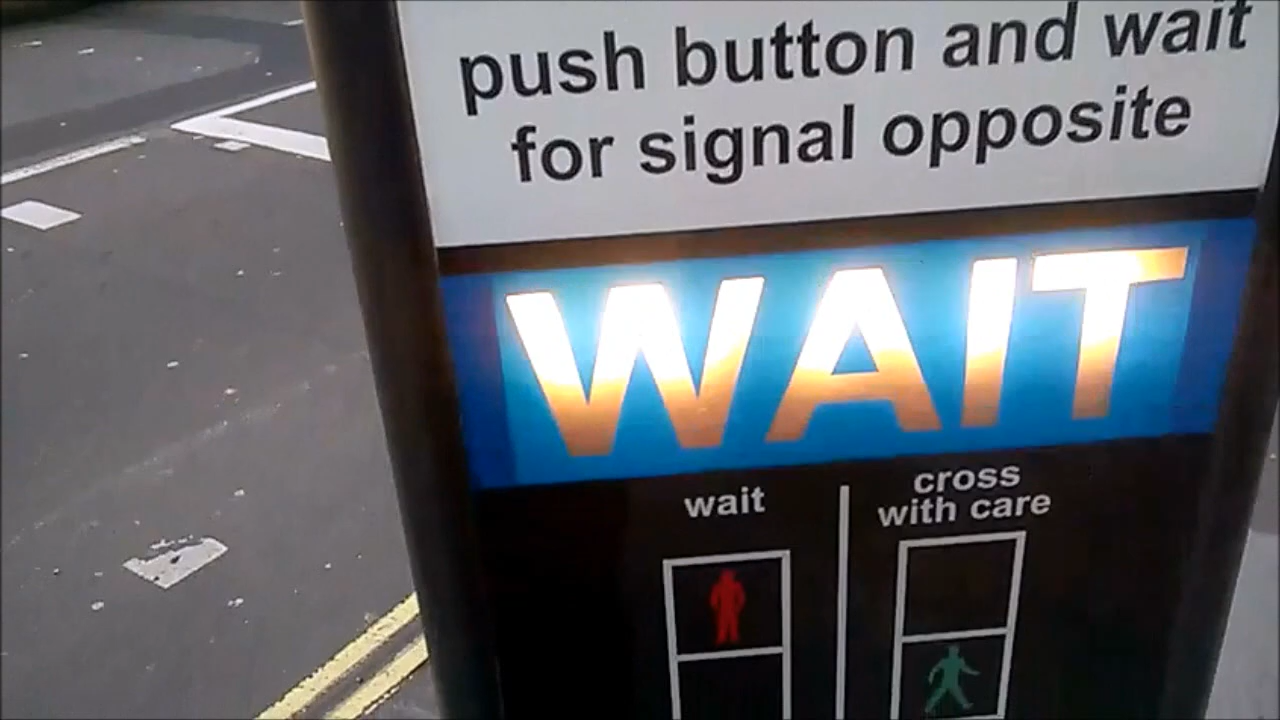 push button and wait
for signal opposite
WAIT
wait
cross
with care